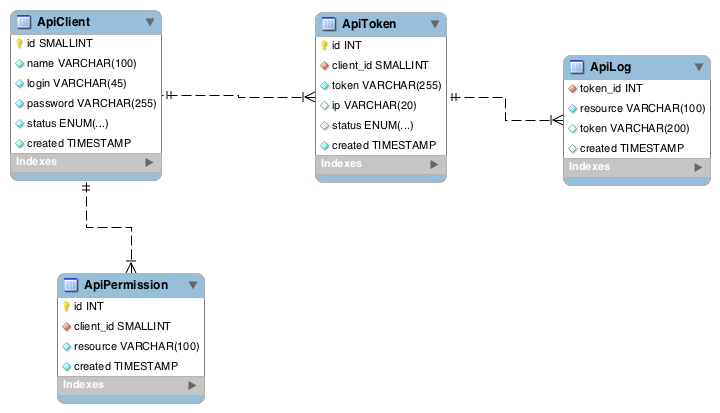 ApiClient
id SMALLINT
name VARCHAR(100)
login VARCHAR(45)
password VARCHAR(255)
status ENUM(...)
created TIMESTAMP
Indexes
ApiToken
id INT
client_id SMALLINT
token VARCHAR(255)
ip VARCHAR(20)
status ENUM(...)
created TIMESTAMP
Indexes
ApiLog
token_id INT
resource VARCHAR(100)
token VARCHAR(200)
created TIMESTAMP
Indexes
ApiPermission
id INT
client_id SMALLINT
resource VARCHAR(100)
created TIMESTAMP
Indexes